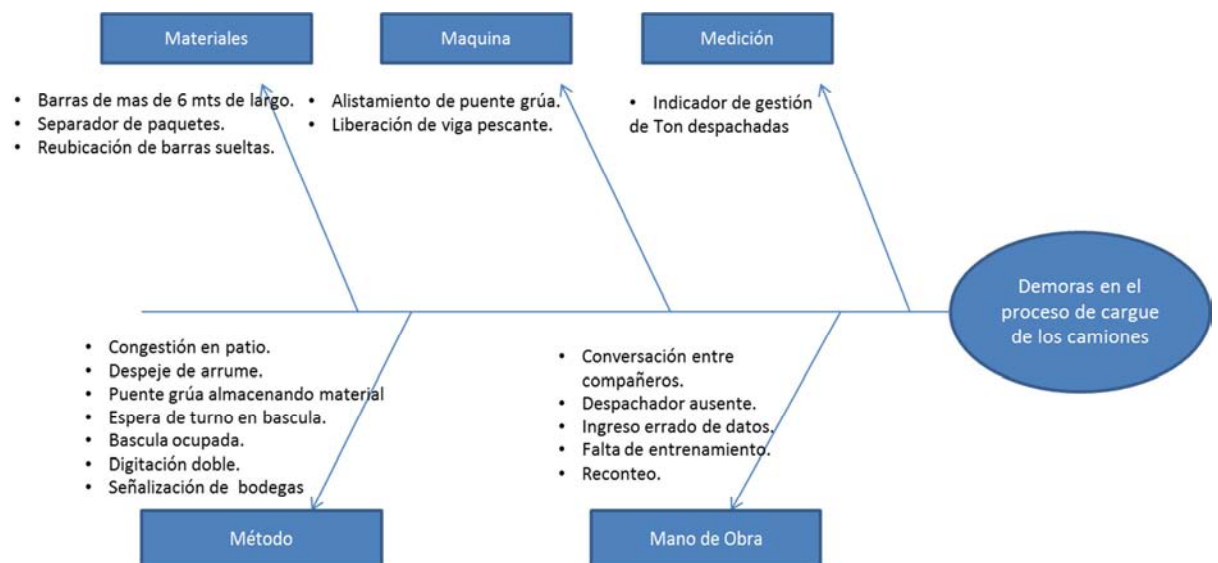 Materiales
Maquina
Medición
• Barras de mas de 6 mts de largo.
• Separador de paquetes.
• Reubicación de barras sueltas.
• Alistamiento de puente grúa.
• Liberación de viga pescante.
• Indicador de gestión
de Ton despachadas
Demoras en el
proceso de cargue
de los camiones
• Congestión en patio.
• Despeje de arrume.
• Puente grúa almacenando material
• Espera de turno en bascula.
• Bascula ocupada.
• Digitación doble.
• Señalización de bodegas
• Conversación entre
compañeros.
• Despachador ausente.
• Ingreso errado de datos.
• Falta de entrenamiento.
• Reconteo.
Método
Mano de Obra